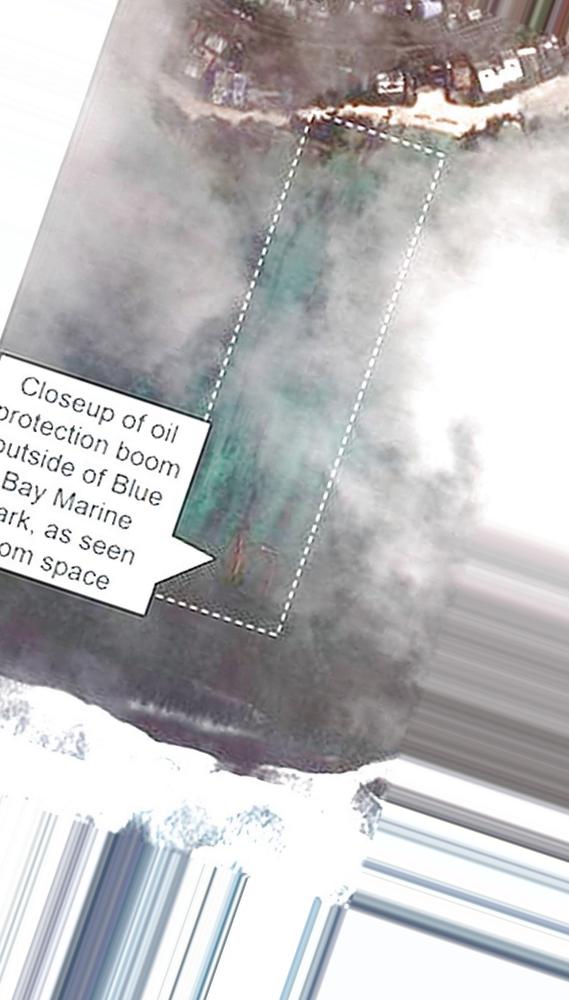 Closeup of oil
protection boom
outside of Blue
Bay Marine
ark, as seen
om space